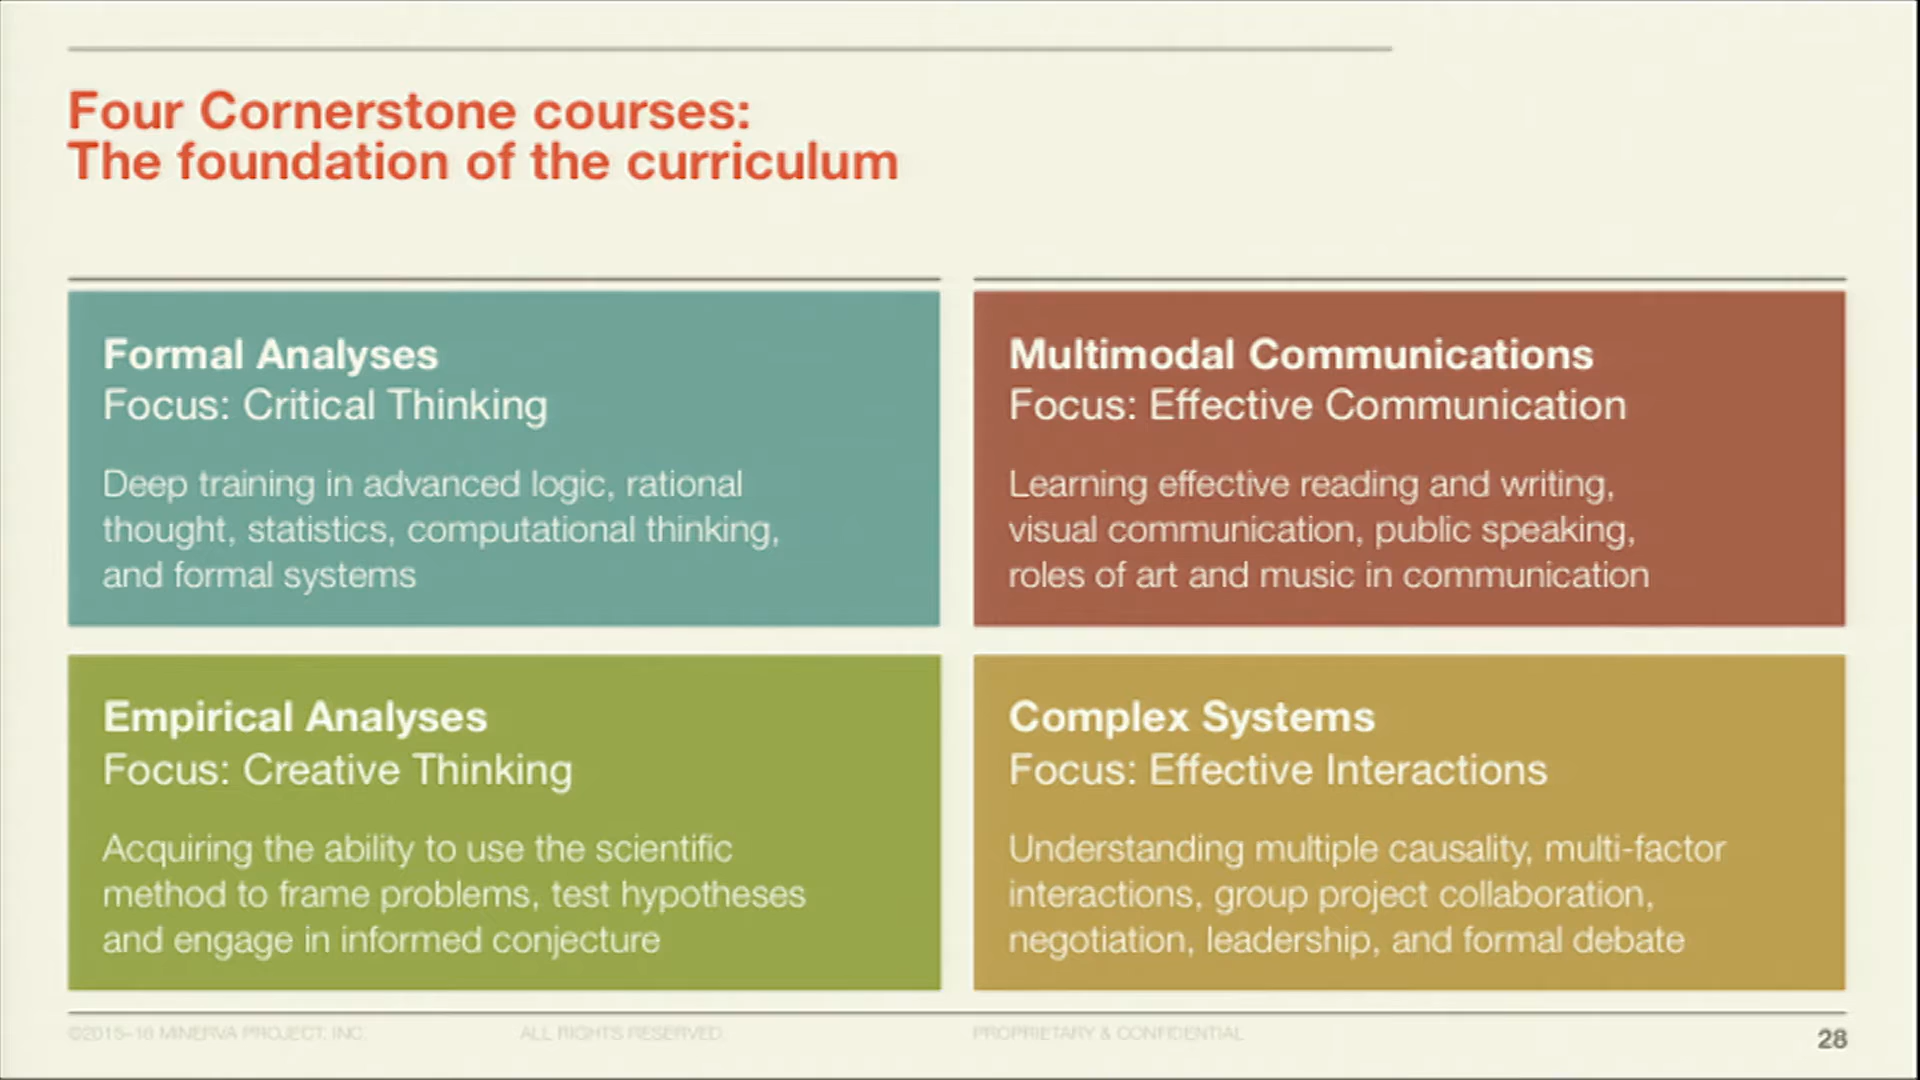 Four Cornerstone courses:
The foundation of the curriculum
Formal Analyses
Focus: Critical Thinking
Deep training in advanced logic, rational
thought, statistics, computational thinking,
and formal systems
Multimodal Communications
Focus: Effective Communication
Learning effective reading and writing,
visual communication, public speaking,
roles of art and music in communication
Empirical Analyses
Focus: Creative Thinking
Acquiring the ability to use the scientific
method to frame problems, test hypotheses
and engage in informed conjecture
Complex Systems
Focus: Effective Interactions
Understanding multiple causality, multi-factor
interactions, group project collaboration,
negotiation, leadership, and formal debate
©2015–16 MINERVA PROJECT, INC.
ALL RIGHTS RESERVED.
PROPRIETARY & CONFIDENTIAL
28